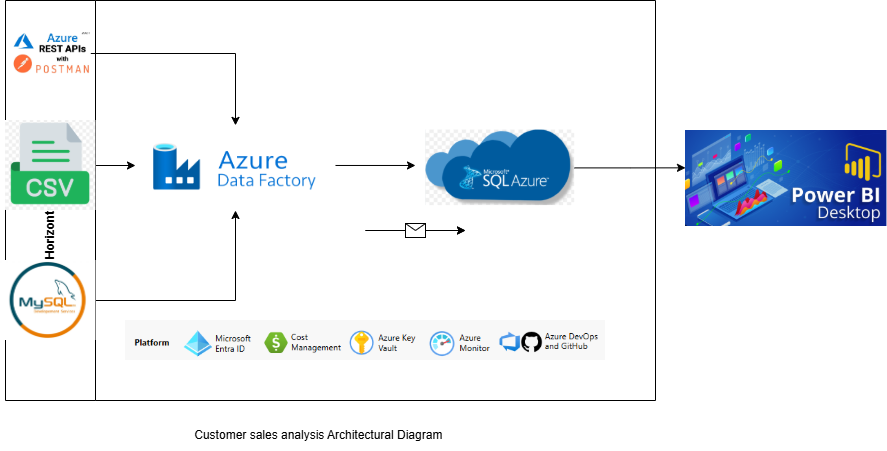 Azure
REST APIs
with
POSTMAN
CSV
Horizont
MySQL
Azure
Data Factory
Microsoft®
SQL Azure™
Power BI
Desktop
Platform
Microsoft
Entra ID
Cost
Management
Azure Key
Vault
Azure
Monitor
Azure DevOps
and GitHub
Customer sales analysis Architectural Diagram